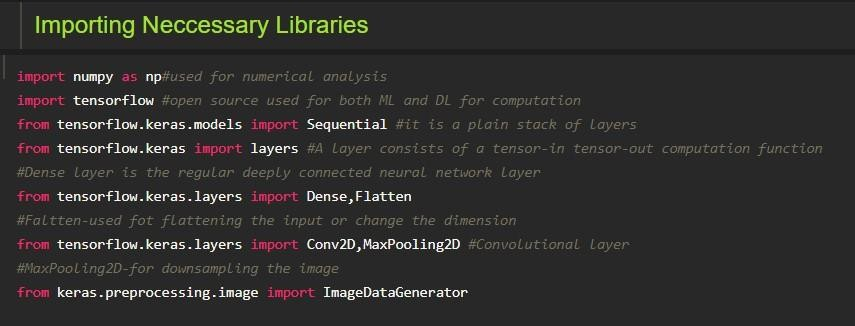 Importing Neccessary Libraries
import numpy as np#used for numerical analysis
import tensorflow #open source used for both ML and DL for computation
from tensorflow.keras.models import Sequential #it is a plain stack of layers
from tensorflow.keras import layers #A layer consists of a tensor-in tensor-out computation function
#Dense layer is the regular deeply connected neural network layer
from tensorflow.keras.layers import Dense,Flatten
#Faltten-used fot flattening the input or change the dimension
from tensorflow.keras.layers import Conv2D,MaxPooling2D #Convolutional layer
#MaxPooling2D-for downsampling the image
from keras.preprocessing.image import ImageDataGenerator